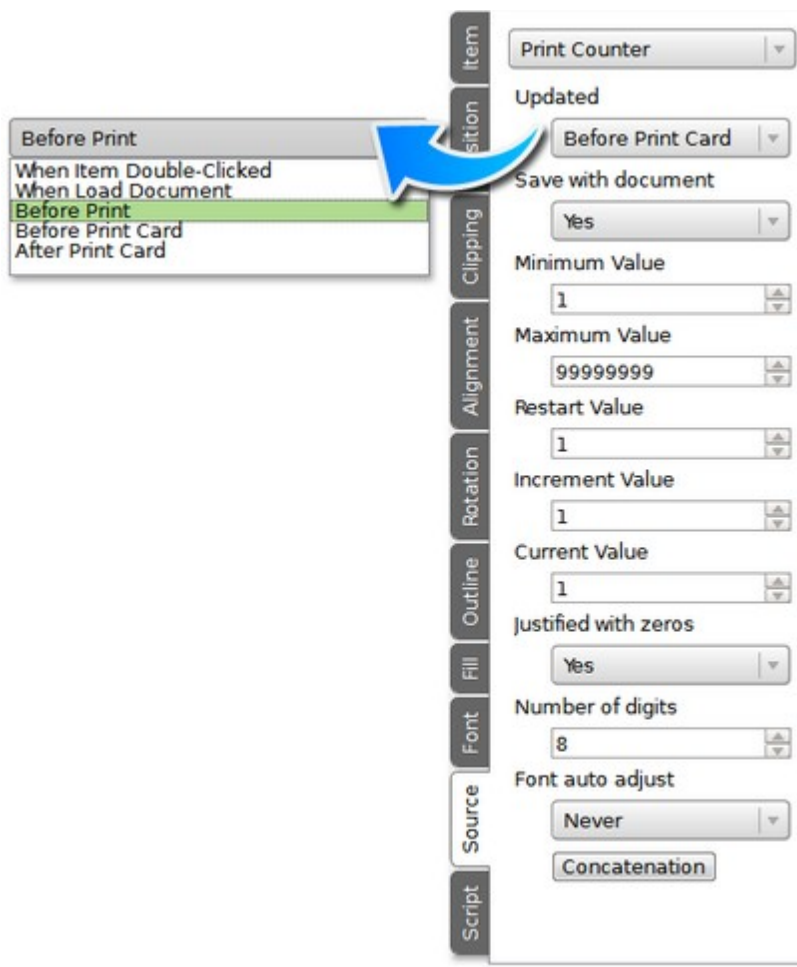 Before Print
When Item Double-Clicked
When Load Document
Before Print
Before Print Card
After Print Card
Item
sition
Clipping
Alignment
Rotation
Outline
Fill
Font
Source
Script
Print Counter
Updated
Before Print Card
Save with document
Yes
Minimum Value
1
Maximum Value
99999999
Restart Value
1
Increment Value
1
Current Value
1
Justified with zeros
Yes
Number of digits
8
Font auto adjust
Never
Concatenation